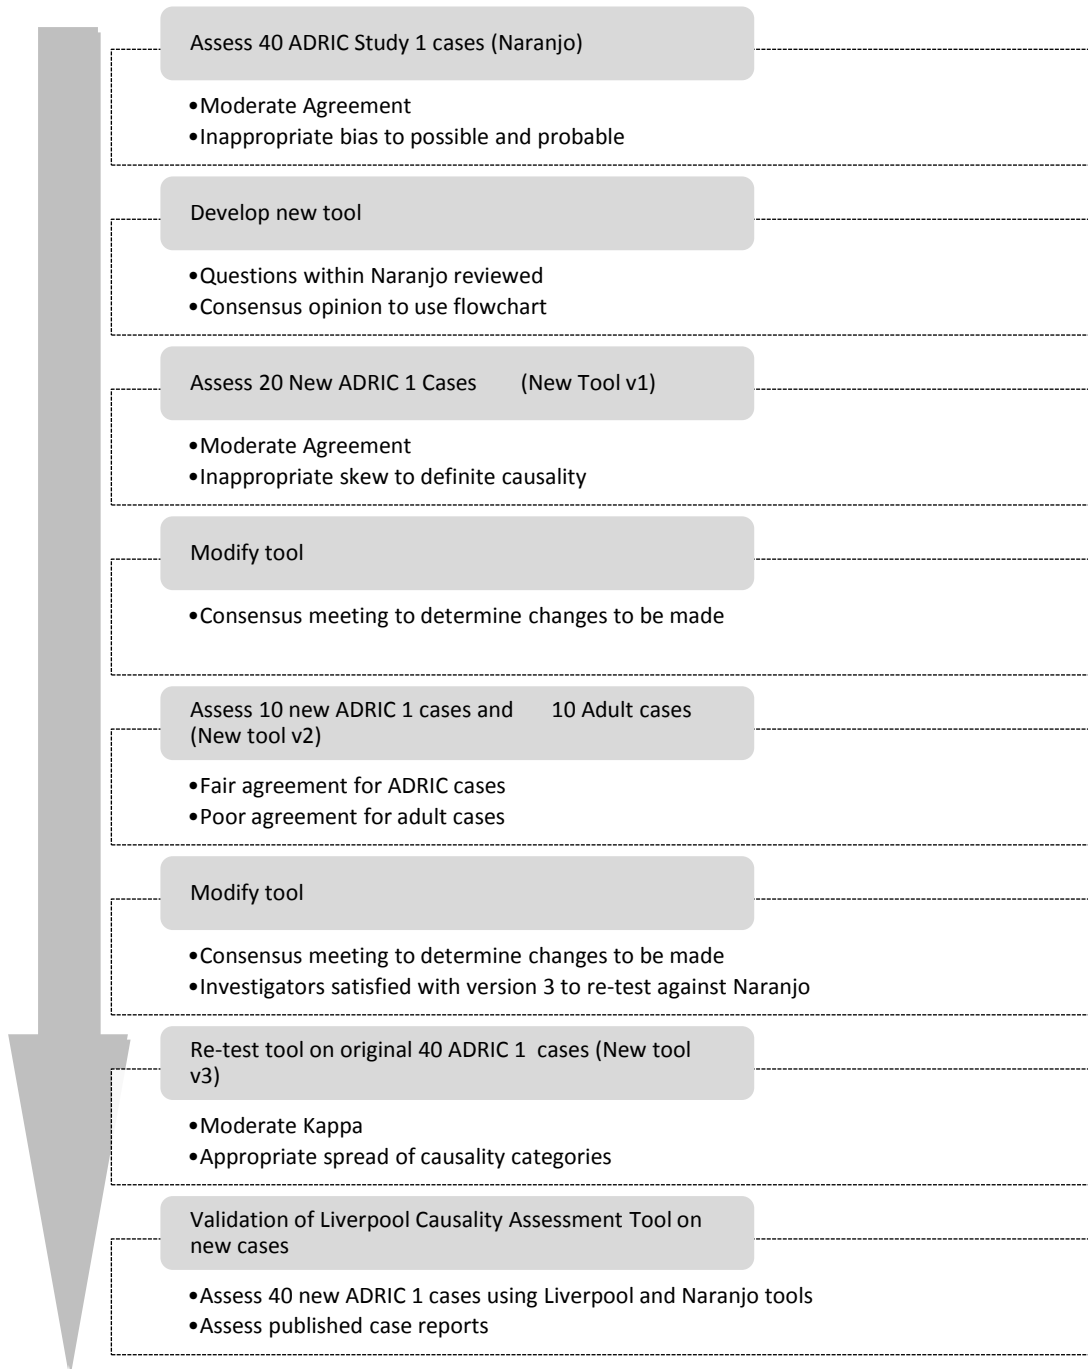 Assess 40 ADRIC Study 1 cases (Naranjo)
•Moderate Agreement
•Inappropriate bias to possible and probable
Develop new tool
•Questions within Naranjo reviewed
•Consensus opinion to use flowchart
Assess 20 New ADRIC 1 Cases (New Tool v1)
•Moderate Agreement
•Inappropriate skew to definite causality
Modify tool
•Consensus meeting to determine changes to be made
Assess 10 new ADRIC 1 cases and 10 Adult cases
(New tool v2)
•Fair agreement for ADRIC cases
•Poor agreement for adult cases
Modify tool
•Consensus meeting to determine changes to be made
•Investigators satisfied with version 3 to re-test against Naranjo
Re-test tool on original 40 ADRIC 1 cases (New tool
v3)
•Moderate Kappa
•Appropriate spread of causality categories
Validation of Liverpool Causality Assessment Tool on
new cases
•Assess 40 new ADRIC 1 cases using Liverpool and Naranjo tools
•Assess published case reports